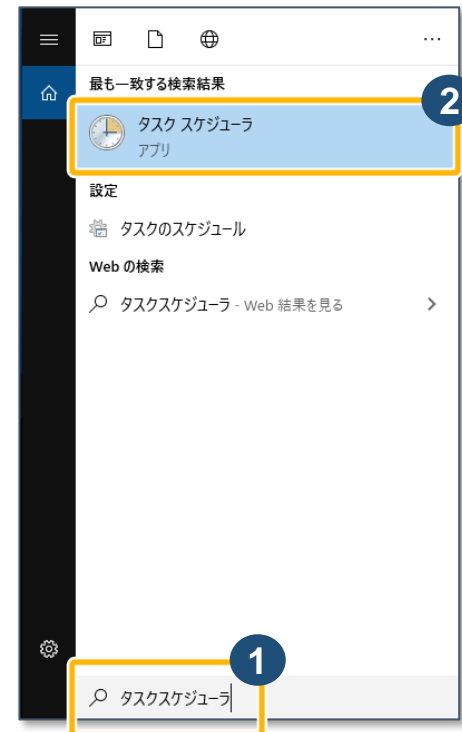 最も一致する検索結果
2
タスク スケジューラ
アプリ
設定
タスクのスケジュール
Web の検索
タスクスケジューラ - Web 結果を見る
1
タスクスケジューラ